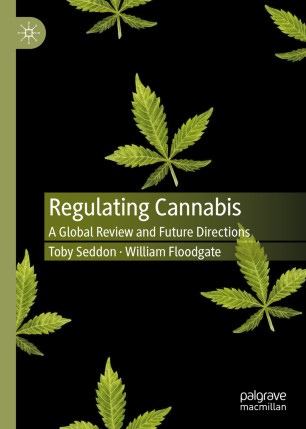 Regulating Cannabis
A Global Review and Future Directions
Toby Seddon · William Floodgate
palgrave
macmillan